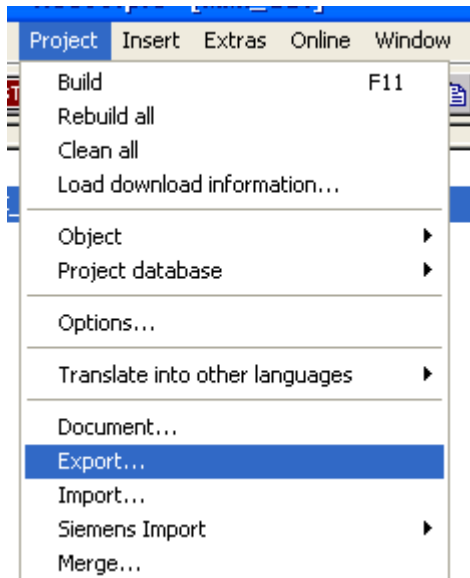 Project Insert Extras Online Window
Build F11
Rebuild all
Clean all
Load download information...
Object
Project database
Options...
Translate into other languages
Document...
Export...
Import...
Siemens Import
Merge...